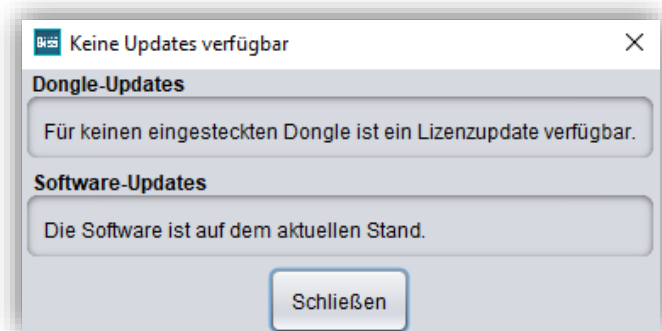 Keine Updates verfügbar
Dongle-Updates
Für keinen eingesteckten Dongle ist ein Lizenzupdate verfügbar.
Software-Updates
Die Software ist auf dem aktuellen Stand.
Schließen